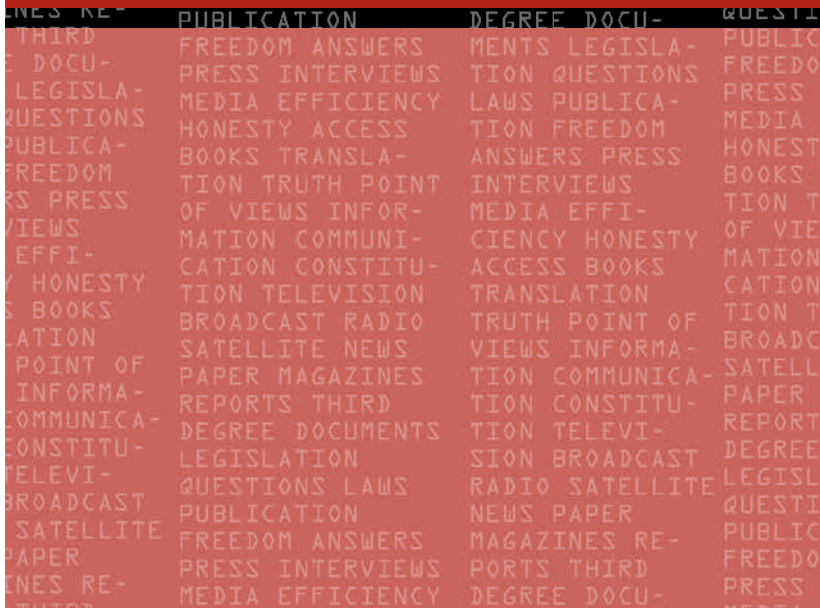 INES RE-
THIRD
E DOCU-
LEGISLA-
QUESTIONS
PUBLICA-
FREEDOM
RS PRESS
VIEWS
EFFI-
Y HONESTY
S BOOKS
LATION
POINT OF
INFORMA-
COMMUNICA-
CONSTITU-
TELEVI-
BROADCAST
SATELLITE
PAPER
INES RE-
THIRD
PUBLICATION
FREEDOM ANSWERS
PRESS INTERVIEWS
MEDIA EFFICIENCY
HONESTY ACCESS
BOOKS TRANSLA-
TION TRUTH POINT
OF VIEWS INFOR-
MATION COMMUNI-
CATION CONSTITU-
TION TELEVISION
BROADCAST RADIO
SATELLITE NEWS
PAPER MAGAZINES
REPORTS THIRD
DEGREE DOCUMENTS
LEGISLATION
QUESTIONS LAWS
PUBLICATION
FREEDOM ANSWERS
PRESS INTERVIEWS
MEDIA EFFICIENCY
DEGREE DOCU-
MENTS LEGISLA-
TION QUESTIONS
LAWS PUBLICA-
TION FREEDOM
ANSWERS PRESS
INTERVIEWS
MEDIA EFFI-
CIENCY HONESTY
ACCESS BOOKS
TRANSLATION
TRUTH POINT OF
VIEWS INFORMA-
TION COMMUNICA-
TION CONSTITU-
TION TELEVI-
SION BROADCAST
RADIO SATELLITE
NEWS PAPER
MAGAZINES RE-
PORTS THIRD
DEGREE DOCU-
QUESTI
PUBLIC
FREEDO
PRESS
MEDIA
HONEST
BOOKS
TION T
OF VIE
MATION
CATION
TION T
BROADC
SATELL
PAPER
REPORT
DEGREE
LEGISL
QUESTI
PUBLIC
FREEDO
PRESS
MEDIA